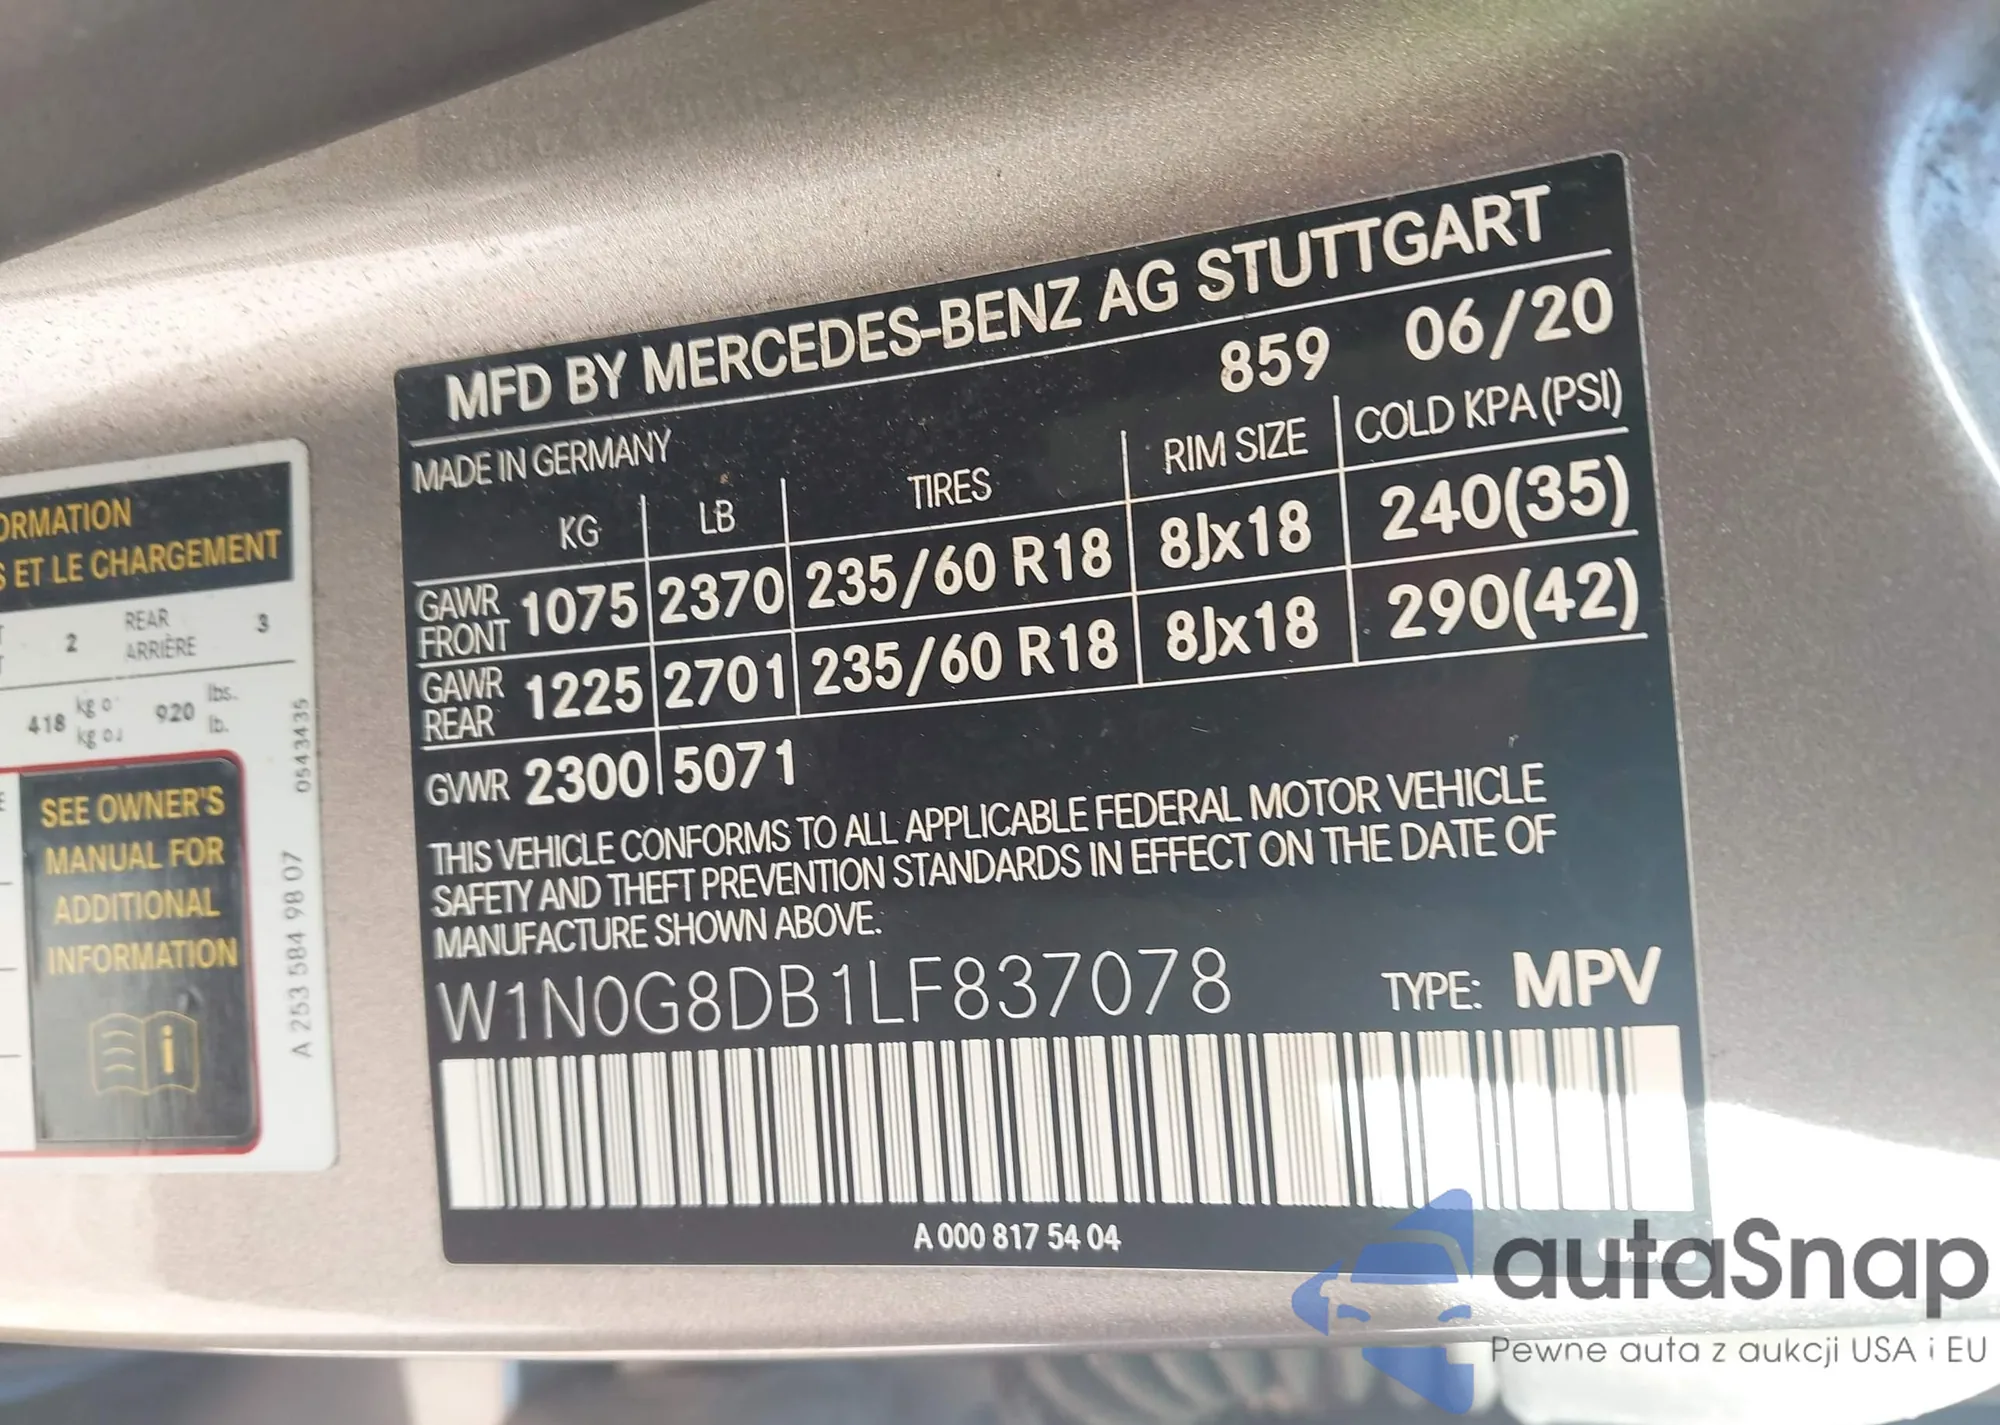 MFD BY MERCEDES-BENZ AG STUTTGART
MADE IN GERMANY 859 06/20
KG LB TIRES RIM SIZE COLD KPA (PSI)
GAWR FRONT 1075 2370 235/60 R18 8Jx18 240(35)
GAWR REAR 1225 2701 235/60 R18 8Jx18 290(42)
GVWR 2300 5071
THIS VEHICLE CONFORMS TO ALL APPLICABLE FEDERAL MOTOR VEHICLE
SAFETY AND THEFT PREVENTION STANDARDS IN EFFECT ON THE DATE OF
MANUFACTURE SHOWN ABOVE.
W1N0G8DB1LF837078 TYPE: MPV
A 000 817 54 04
ET LE CHARGEMENT
2 REAR 3
ARRIÈRE
418 kg 920 lbs.
kg lb.
SEE OWNER'S
MANUAL FOR
ADDITIONAL
INFORMATION
i
A 253 584 98 07 0543435
autaSnap
Pewne auta z aukcji USA i EU